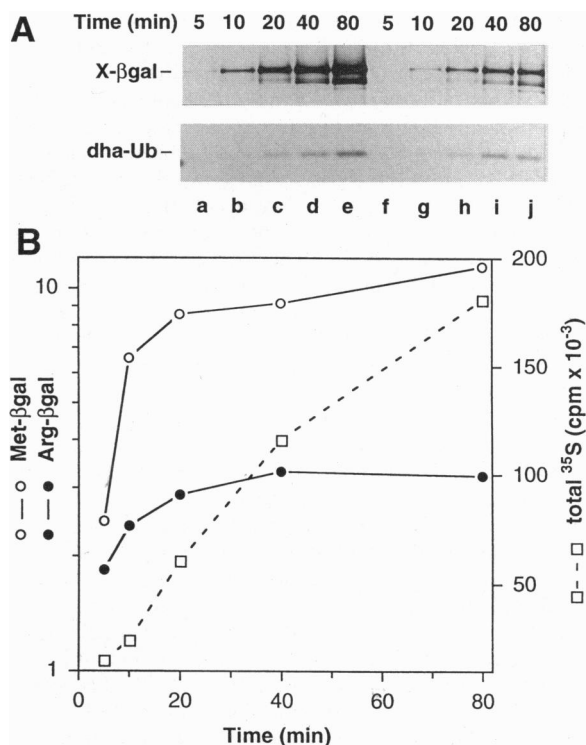 A
Time (min) 5 10 20 40 80 5 10 20 40 80
X-βgal
dha-Ub
a b c d e f g h i j
B
10
1
Met-βgal
Arg-βgal
200
150
100
50
total ³⁵S (cpm x 10⁻³)
0 20 40 60 80
Time (min)